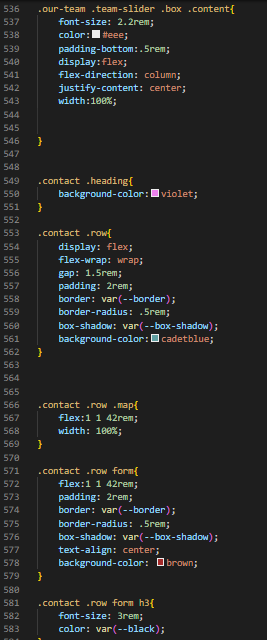 536 .our-team .team-slider .box .content{
537 font-size: 2.2rem;
538 color: #eee;
539 padding-bottom:.5rem;
540 display:flex;
541 flex-direction: column;
542 justify-content: center;
543 width:100%;
544
545
546 }
547
548
549 .contact .heading{
550 background-color: violet;
551 }
552
553 .contact .row{
554 display: flex;
555 flex-wrap: wrap;
556 gap: 1.5rem;
557 padding: 2rem;
558 border: var(--border);
559 border-radius: .5rem;
560 box-shadow: var(--box-shadow);
561 background-color: cadetblue;
562 }
563
564
565
566 .contact .row .map{
567 flex:1 1 42rem;
568 width: 100%;
569 }
570
571 .contact .row form{
572 flex:1 1 42rem;
573 padding: 2rem;
574 border: var(--border);
575 border-radius: .5rem;
576 box-shadow: var(--box-shadow);
577 text-align: center;
578 background-color: brown;
579 }
580
581 .contact .row form h3{
582 font-size: 3rem;
583 color: var(--black);